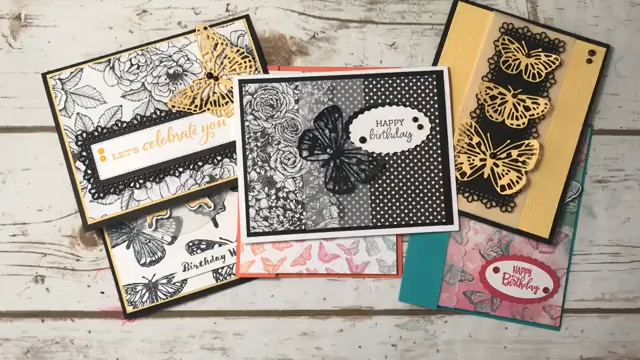 LET'S celebrate you
HAPPY
birthday
Birthday W
HAPPY
Birthday